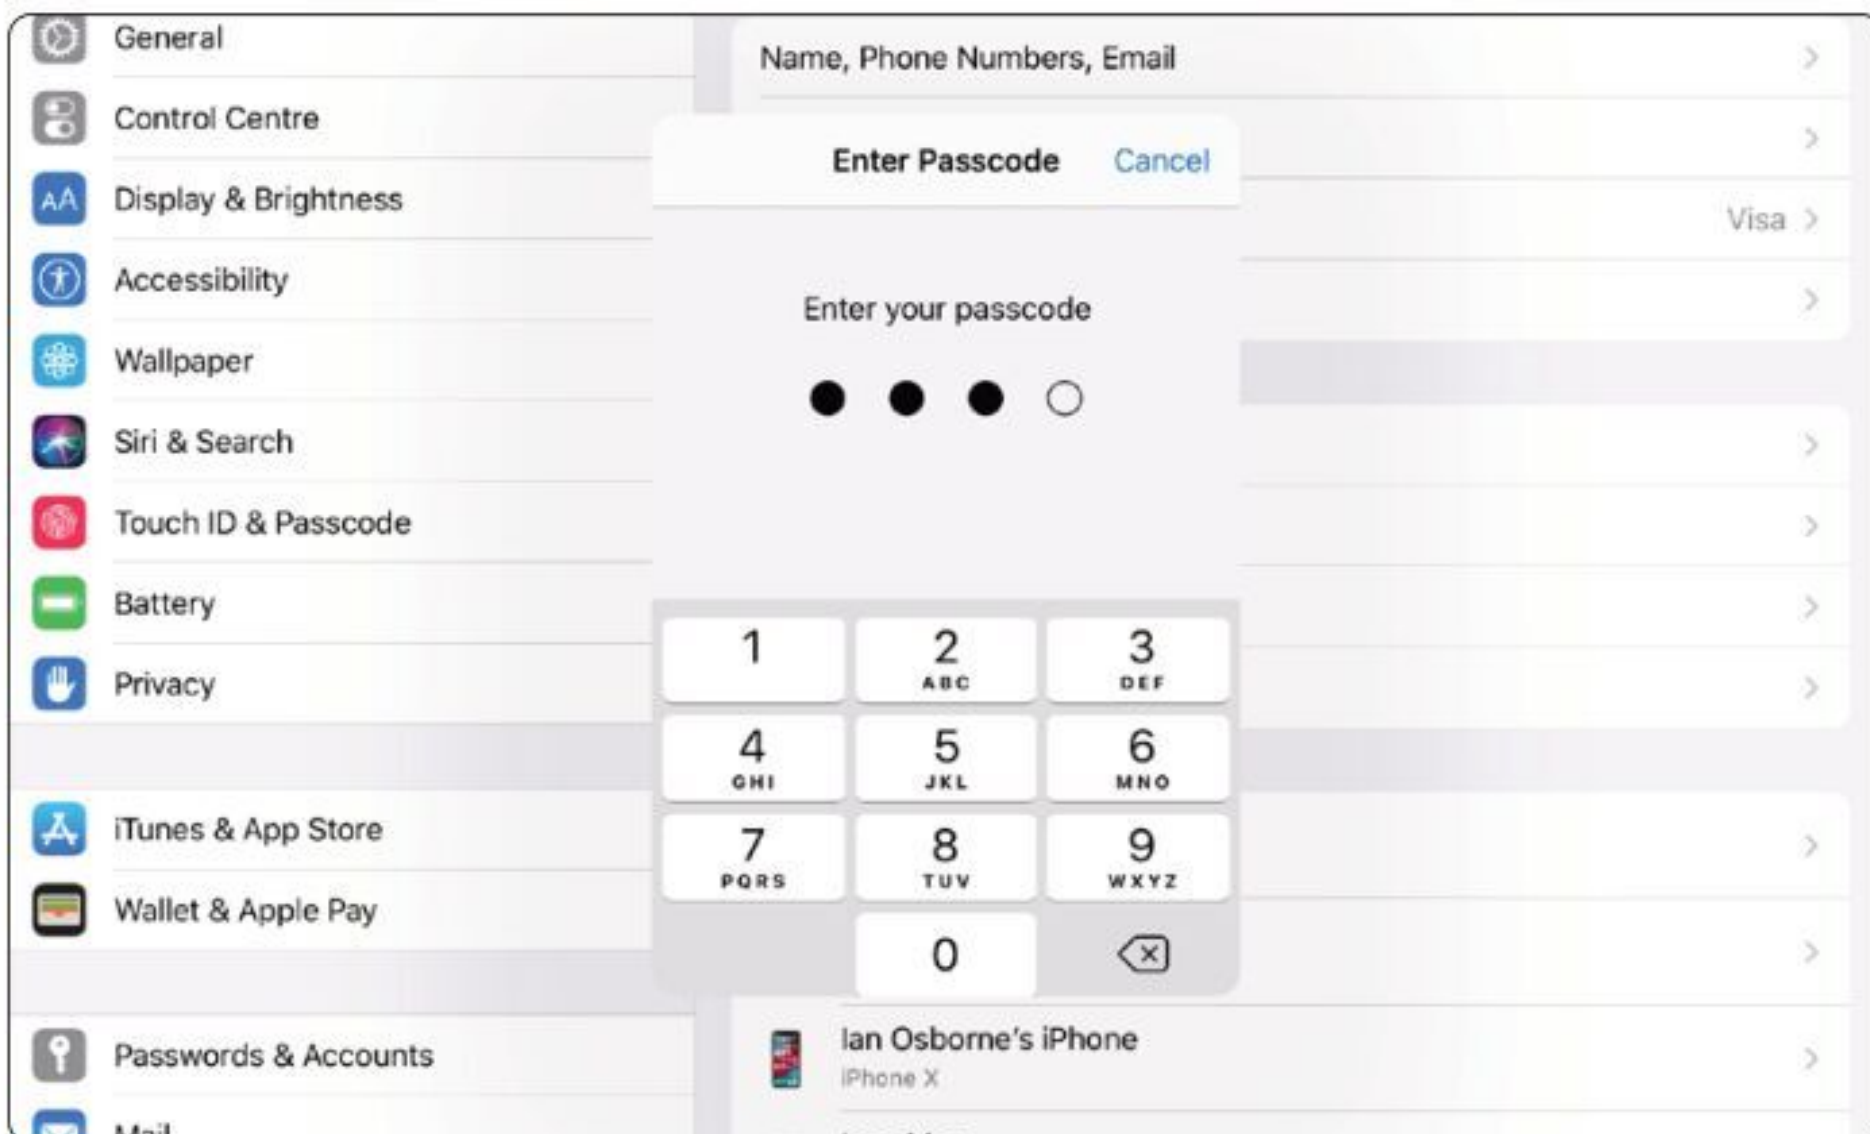 General
Control Centre
AA Display & Brightness
Accessibility
Wallpaper
Siri & Search
Touch ID & Passcode
Battery
Privacy
iTunes & App Store
Wallet & Apple Pay
Passwords & Accounts
Mail
Name, Phone Numbers, Email
Visa
Enter Passcode Cancel
Enter your passcode
1 2 3
ABC DEF
4 5 6
GHI JKL MNO
7 8 9
PQRS TUV WXYZ
0
Ian Osborne's iPhone
iPhone X